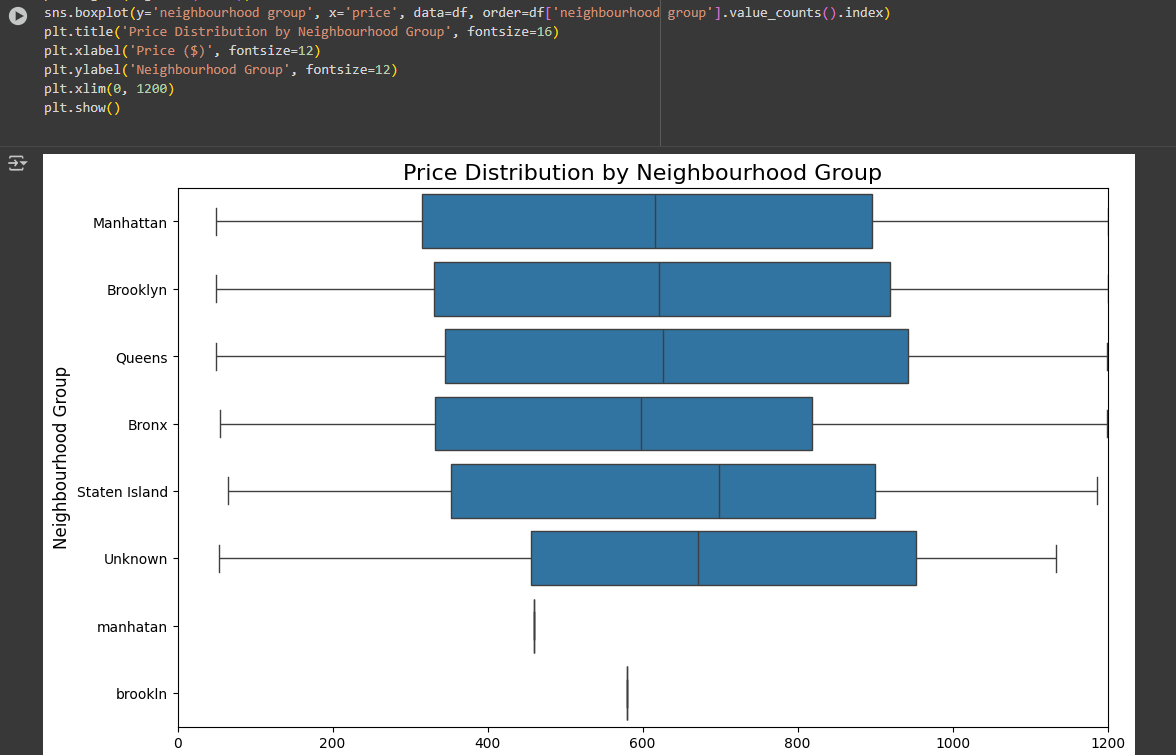 sns.boxplot(y='neighbourhood group', x='price', data=df, order=df['neighbourhood group'].value_counts().index)
plt.title('Price Distribution by Neighbourhood Group', fontsize=16)
plt.xlabel('Price ($)', fontsize=12)
plt.ylabel('Neighbourhood Group', fontsize=12)
plt.xlim(0, 1200)
plt.show()
Price Distribution by Neighbourhood Group
Neighbourhood Group
Manhattan
Brooklyn
Queens
Bronx
Staten Island
Unknown
manhatan
brookln
0 200 400 600 800 1000 1200